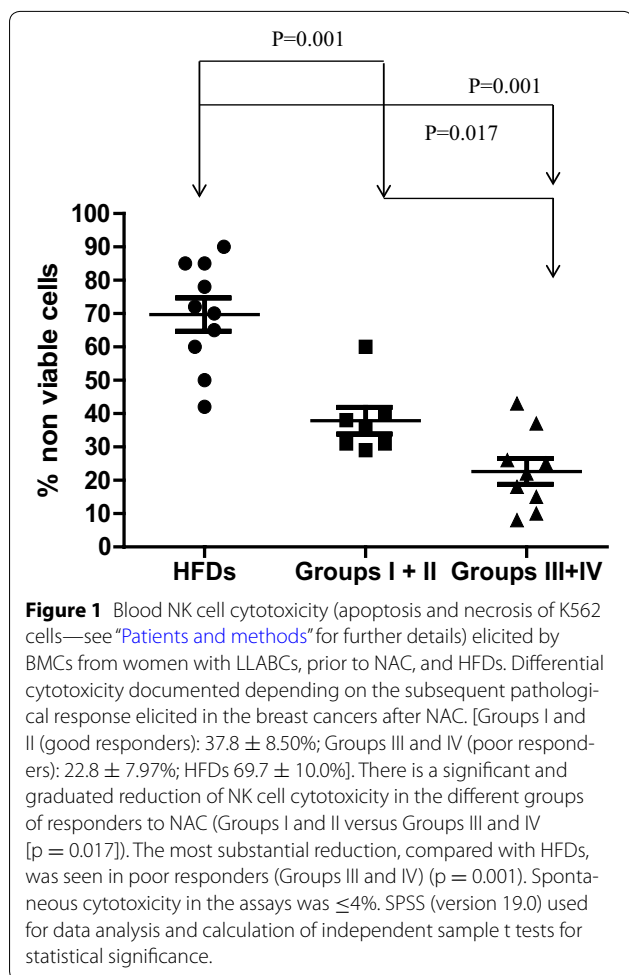 P=0.001
P=0.001
P=0.017
100
90
80
70
60
50
40
30
20
10
0
% non viable cells
HFDs Groups I + II Groups III+IV
Figure 1 Blood NK cell cytotoxicity (apoptosis and necrosis of K562
cells—see “Patients and methods” for further details) elicited by
BMCs from women with LLABCs, prior to NAC, and HFDs. Differential
cytotoxicity documented depending on the subsequent pathologi-
cal response elicited in the breast cancers after NAC. [Groups I and
II (good responders): 37.8 ± 8.50%; Groups III and IV (poor respond-
ers): 22.8 ± 7.97%; HFDs 69.7 ± 10.0%]. There is a significant and
graduated reduction of NK cell cytotoxicity in the different groups
of responders to NAC (Groups I and II versus Groups III and IV
[p = 0.017]). The most substantial reduction, compared with HFDs,
was seen in poor responders (Groups III and IV) (p = 0.001). Sponta-
neous cytotoxicity in the assays was ≤4%. SPSS (version 19.0) used
for data analysis and calculation of independent sample t tests for
statistical significance.